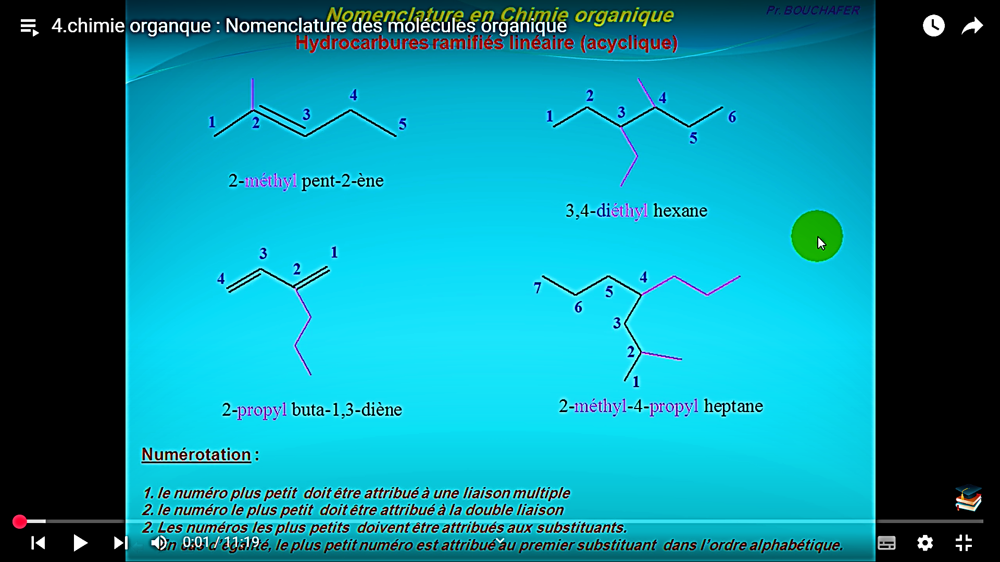 Nomenclature en Chimie organique
Pr. BOUCHAFER
4.chimie organque : Nomenclature des molécules organique
Hydrocarbures ramifiés linéaire (acyclique)
1 2 3 4 5
2-méthyl pent-2-ène
1 2 3 4 5 6
3,4-diéthyl hexane
4 3 2 1
2-propyl buta-1,3-diène
7 6 5 4 3 2 1
2-méthyl-4-propyl heptane
Numérotation :
1. le numéro plus petit doit être attribué à une liaison multiple
2. le numéro le plus petit doit être attribué à la double liaison
2. Les numéros les plus petits doivent être attribués aux substituants.
cas d'égalité, le plus petit numéro est attribué au premier substituant dans l'ordre alphabétique.
0:01 / 11:19